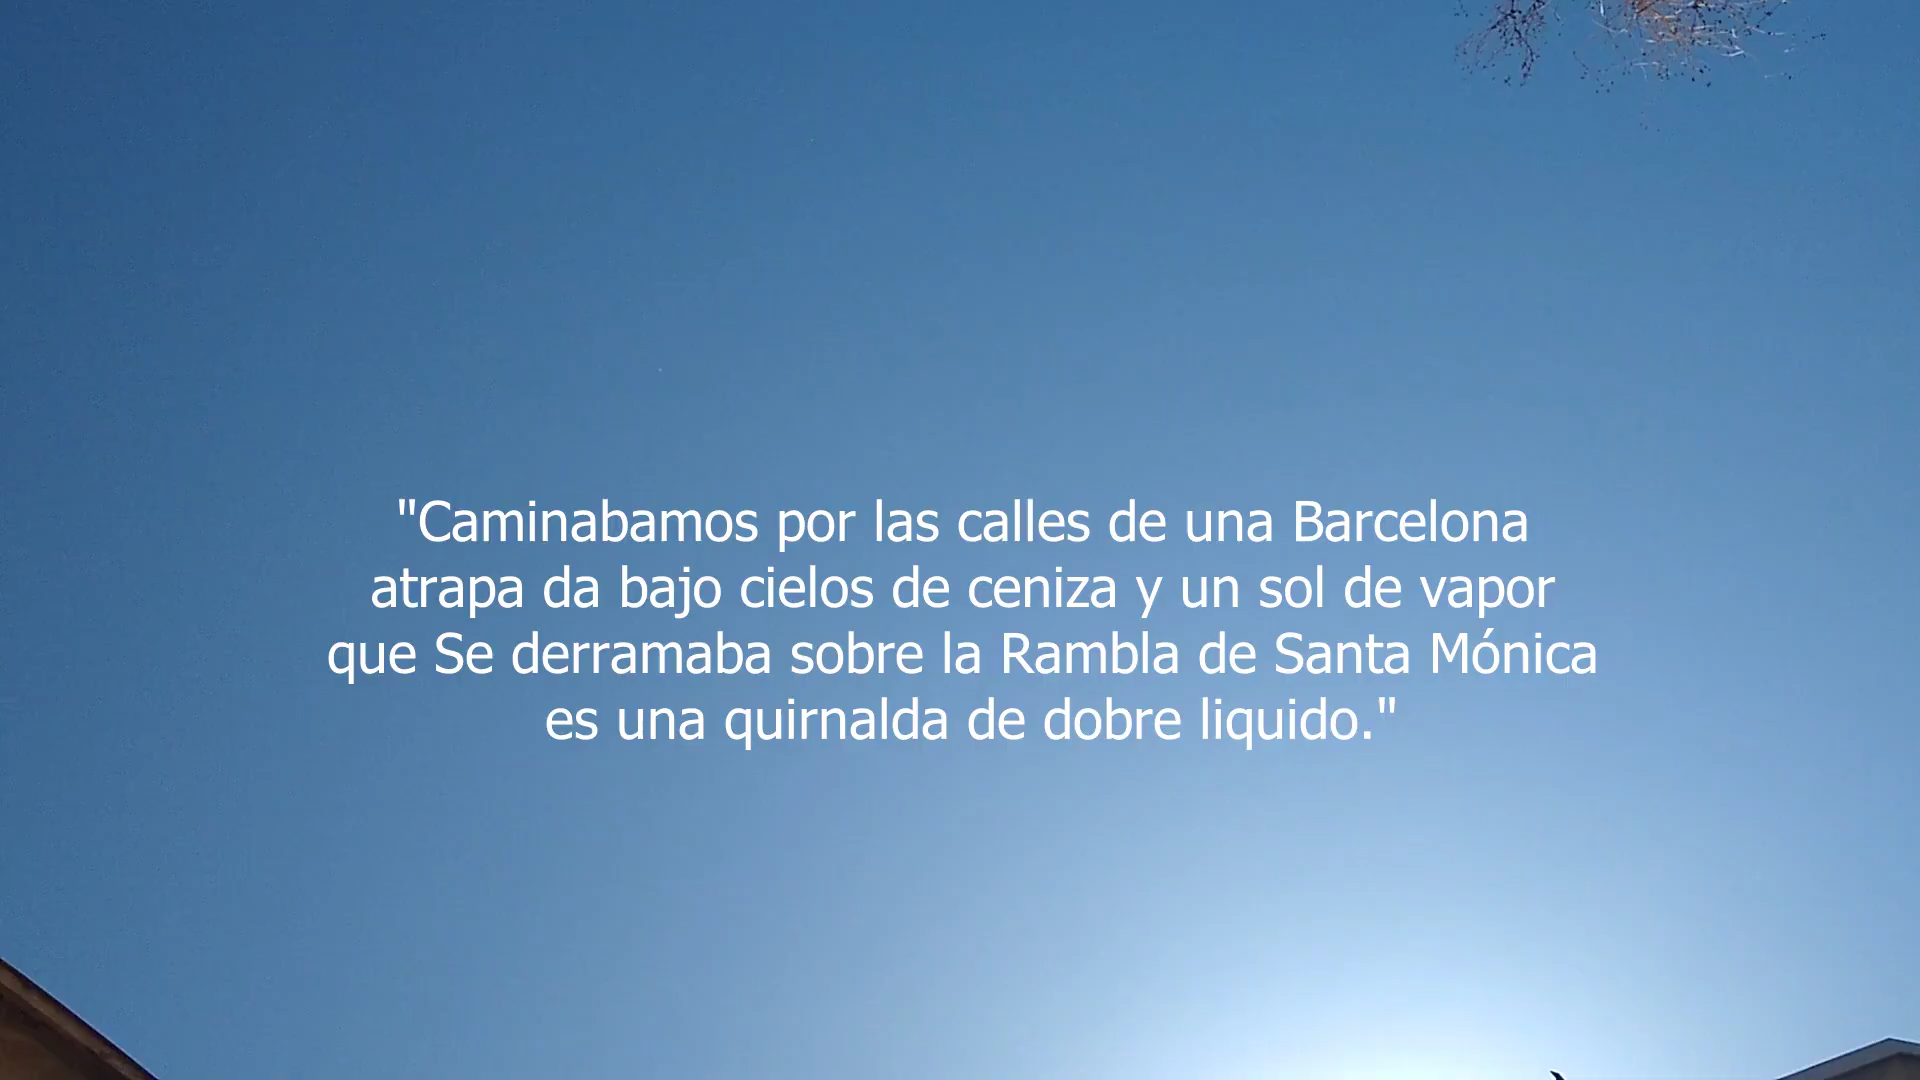 "Caminabamos por las calles de una Barcelona
atrapa da bajo cielos de ceniza y un sol de vapor
que Se derramaba sobre la Rambla de Santa Mónica
es una quirnalda de dobre liquido."